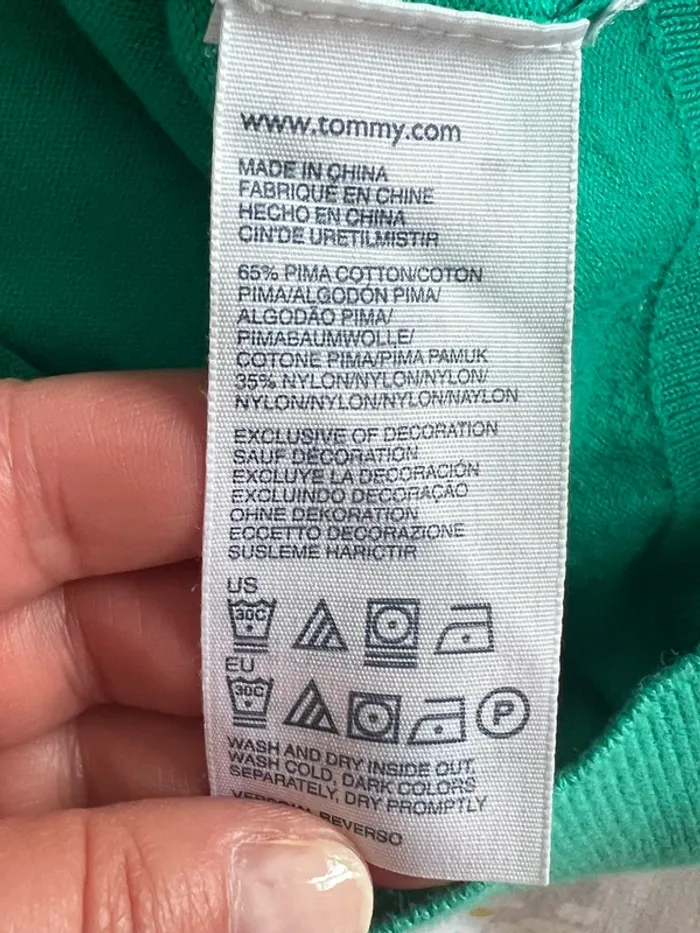 www.tommy.com
MADE IN CHINA
FABRIQUÉ EN CHINE
HECHO EN CHINA
CIN'DE URETILMISTIR
65% PIMA COTTON/COTON
PIMA/ALGODÓN PIMA/
ALGODÃO PIMA/
PIMABAUMWOLLE/
COTONE PIMA/PIMA PAMUK
35% NYLON/NYLON/NYLON/
NYLON/NYLON/NYLON/NAYLON
EXCLUSIVE OF DECORATION
SAUF DÉCORATION
EXCLUYE LA DECORACIÓN
EXCLUINDO DECORAÇÃO
OHNE DEKORATION
ECCETTO DECORAZIONE
SUSLEME HARICTIR
US
30C
EU
30C
P
WASH AND DRY INSIDE OUT,
WASH COLD, DARK COLORS
SEPARATELY, DRY PROMPTLY
REVERSO